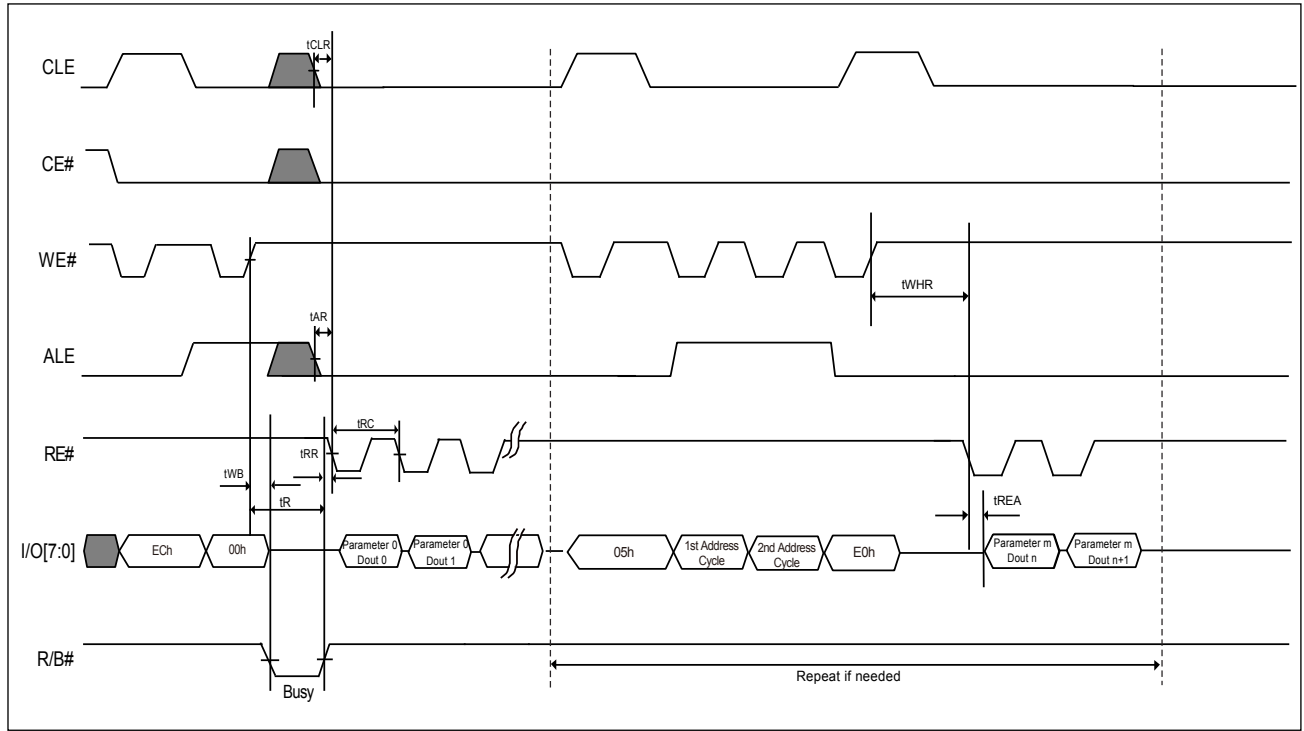 tCLR
CLE
CE#
WE#
tWHR
tAR
ALE
tRC
RE#
tRR
tWB
tR
tREA
I/O[7:0]
ECh
00h
Parameter 0
Dout 0
Parameter 0
Dout 1
05h
1st Address
Cycle
2nd Address
Cycle
E0h
Parameter m
Dout n
Parameter m
Dout n+1
R/B#
Busy
Repeat if needed